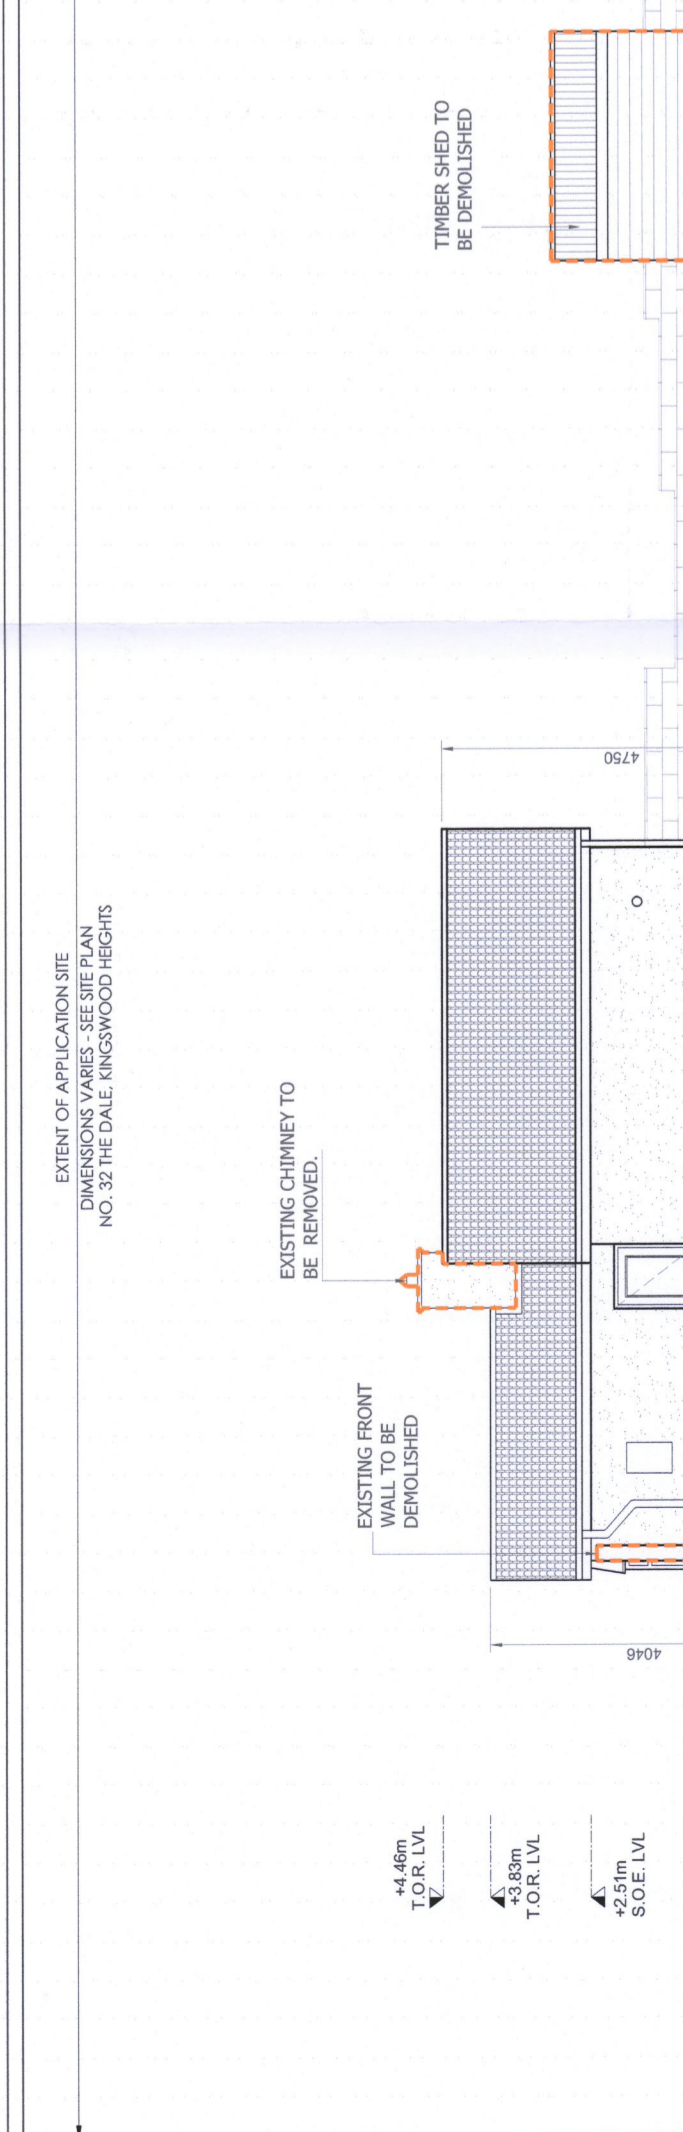 EXTENT OF APPLICATION SITE
DIMENSIONS VARIES - SEE SITE PLAN
NO. 32 THE DALE, KINGSWOOD HEIGHTS
TIMBER SHED TO
BE DEMOLISHED
EXISTING CHIMNEY TO
BE REMOVED.
EXISTING FRONT
WALL TO BE
DEMOLISHED
4750
4046
+4.46m
T.O.R. LVL
+3.83m
T.O.R. LVL
+2.51m
S.O.E. LVL